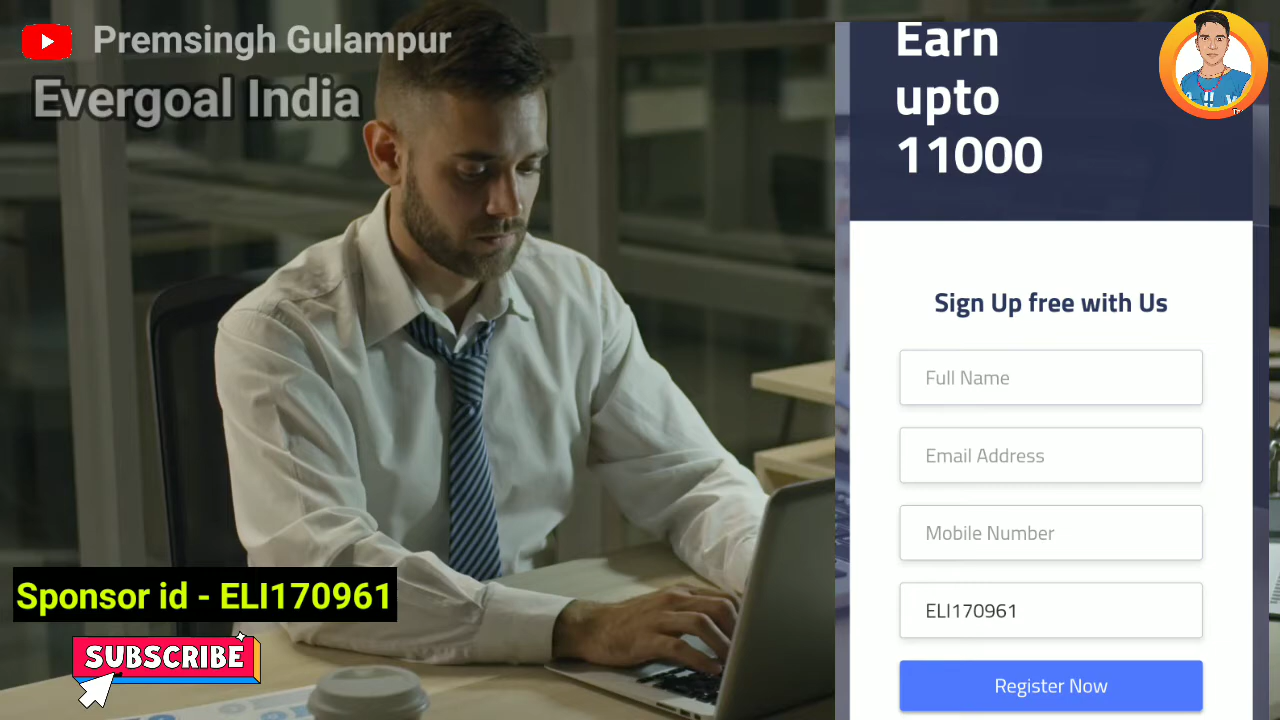 Premsingh Gulampur
Evergoal India
Earn
upto
11000
Sign Up free with Us
Full Name
Email Address
Mobile Number
ELI170961
Register Now
Sponsor id - ELI170961
SUBSCRIBE